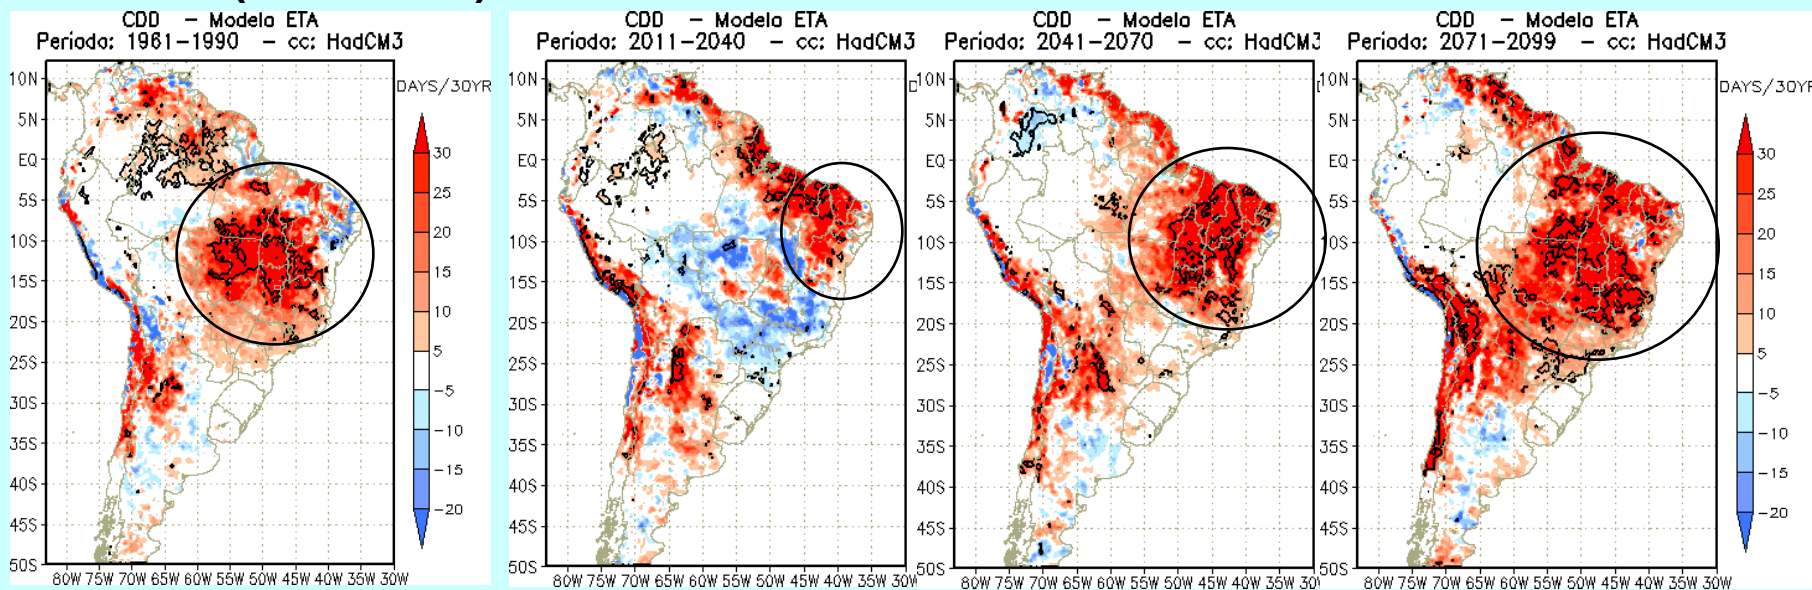 CDD – Modelo ETA
Periodo: 1961–1990 – cc: HadCM3
DAYS/30YR
10N
5N
EQ
5S
10S
15S
20S
25S
30S
35S
40S
45S
50S
80W 75W 70W 65W 60W 55W 50W 45W 40W 35W 30W
30
25
20
15
10
5
–5
–10
–15
–20
CDD – Modelo ETA
Periodo: 2011–2040 – cc: HadCM3
10N
5N
EQ
5S
10S
15S
20S
25S
30S
35S
40S
45S
50S
80W 75W 70W 65W 60W 55W 50W 45W 40W 35W 30W
CDD – Modelo ETA
Periodo: 2041–2070 – cc: HadCM3
10N
5N
EQ
5S
10S
15S
20S
25S
30S
35S
40S
45S
50S
80W 75W 70W 65W 60W 55W 50W 45W 40W 35W 30
CDD – Modelo ETA
Periodo: 2071–2099 – cc: HadCM3
DAYS/30YR
10N
5N
EQ
5S
10S
15S
20S
25S
30S
35S
40S
45S
50S
80W 75W 70W 65W 60W 55W 50W 45W 40W 35W 30W
30
25
20
15
10
5
–5
–10
–15
–20